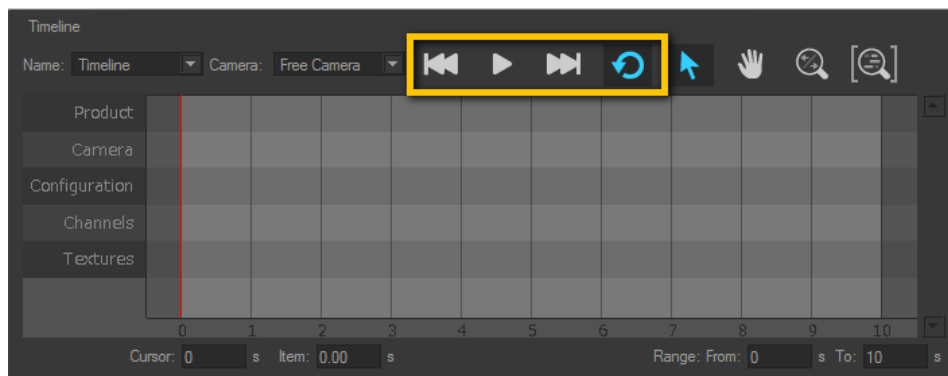 Timeline
Name: Timeline Camera: Free Camera
Product
Camera
Configuration
Channels
Textures
0 1 2 3 4 5 6 7 8 9 10
Cursor: 0 s Item: 0.00 s Range: From: 0 s To: 10 s